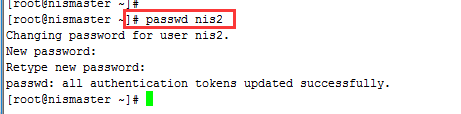 [root@nismaster ~]#
[root@nismaster ~]# passwd nis2
Changing password for user nis2.
New password:
Retype new password:
passwd: all authentication tokens updated successfully.
[root@nismaster ~]#